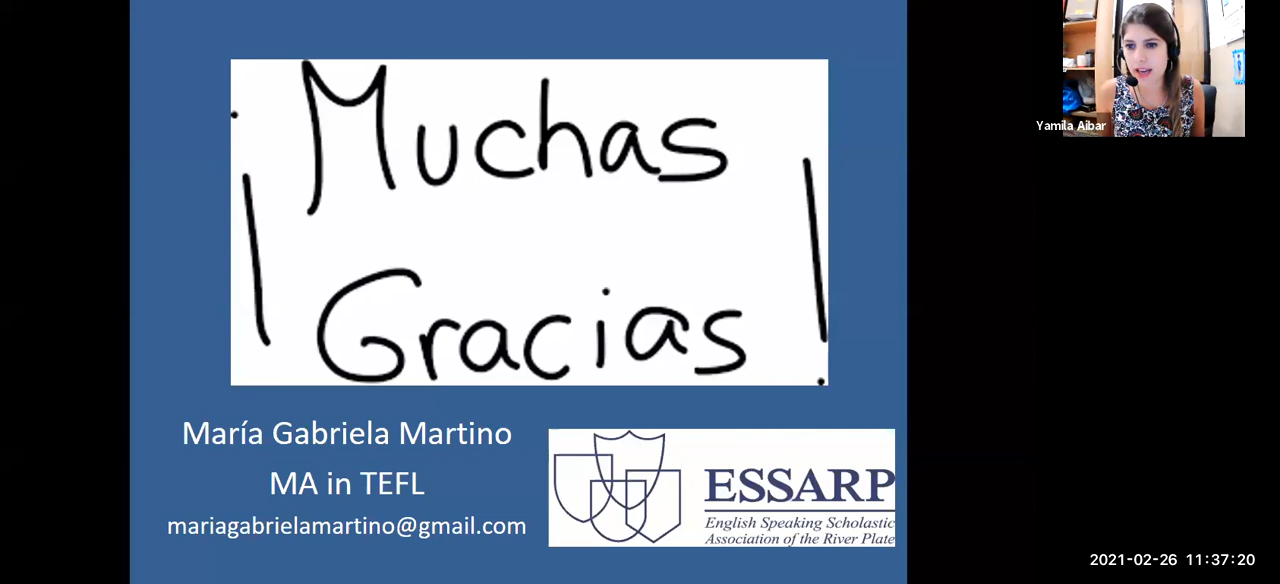 ¡Muchas
Gracias!
María Gabriela Martino
MA in TEFL
mariagabrielamartino@gmail.com
ESSARP
English Speaking Scholastic
Association of the River Plate
Yamila Aibar
2021-02-26 11:37:20